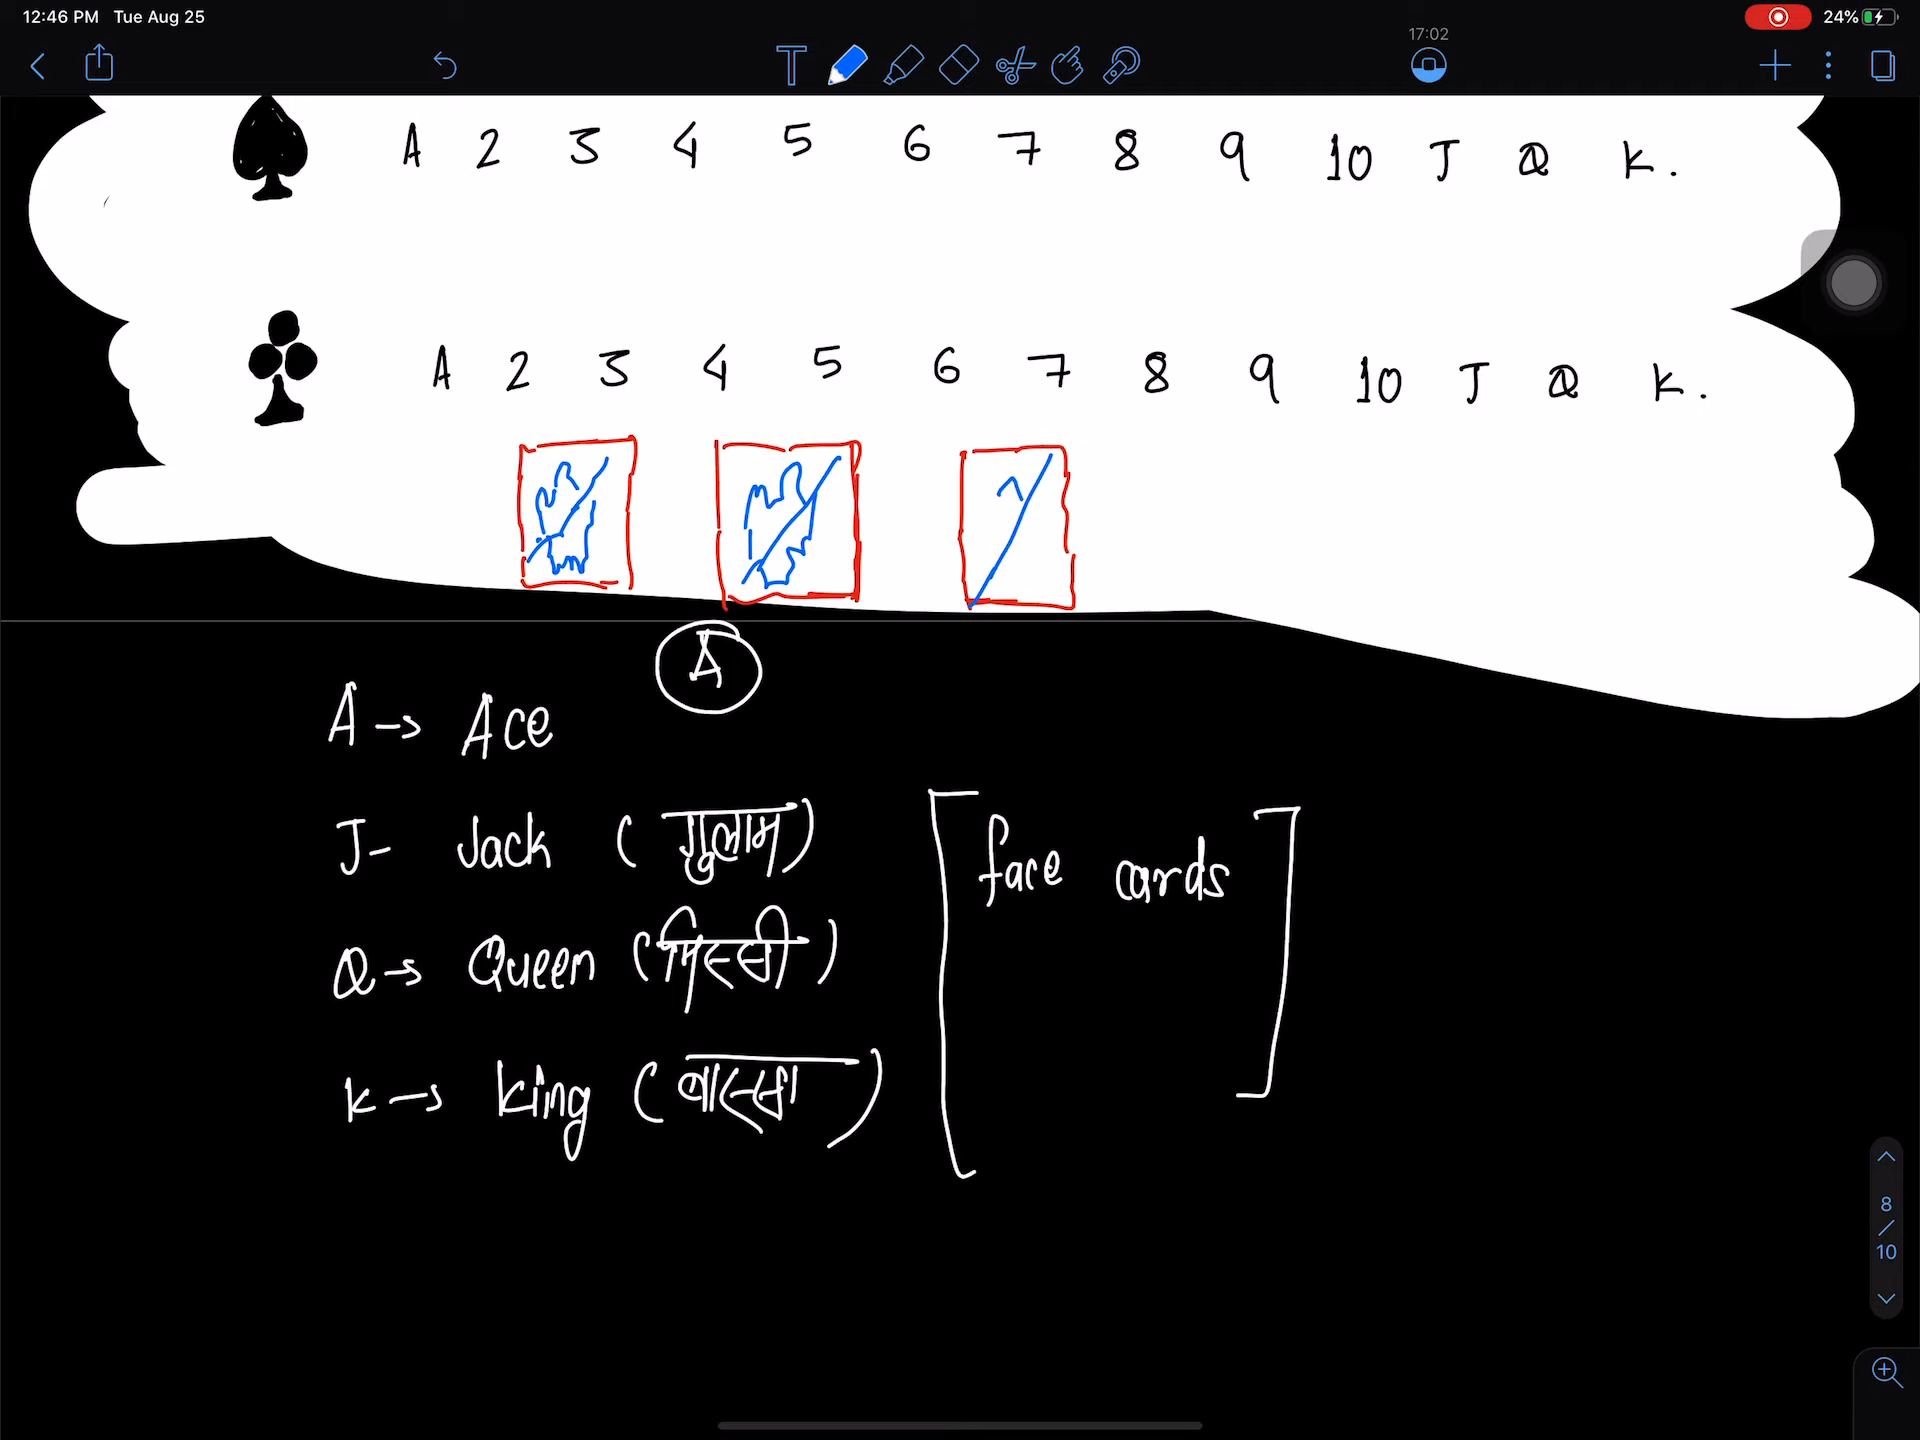 12:46 PM Tue Aug 25
24%
17:02
A 2 3 4 5 6 7 8 9 10 J Q K.
A 2 3 4 5 6 7 8 9 10 J Q K.
A
A → Ace
J - Jack (गुलाम)
face cards
Q → Queen
K → King
8
/
10